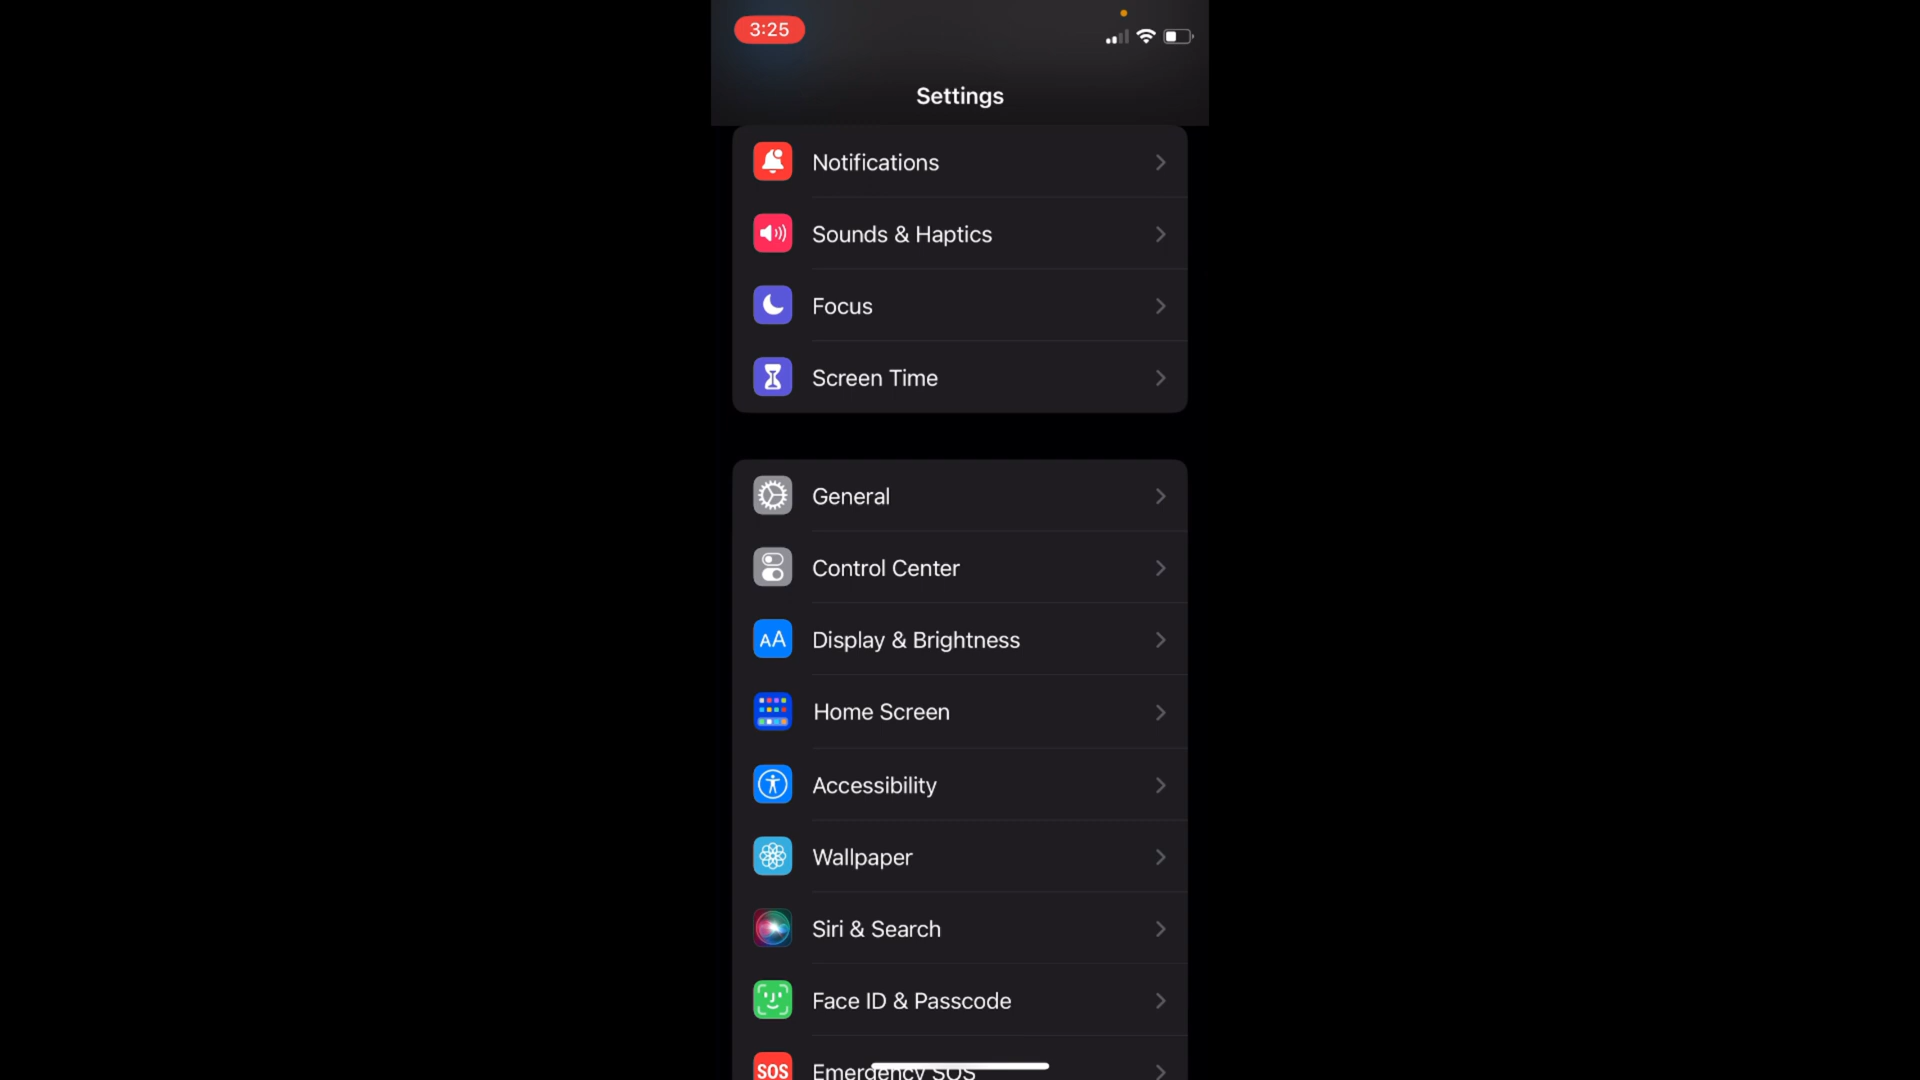 3:25
Settings
Notifications
Sounds & Haptics
Focus
Screen Time
General
Control Center
AA Display & Brightness
Home Screen
Accessibility
Wallpaper
Siri & Search
Face ID & Passcode
SOS Emergency SOS